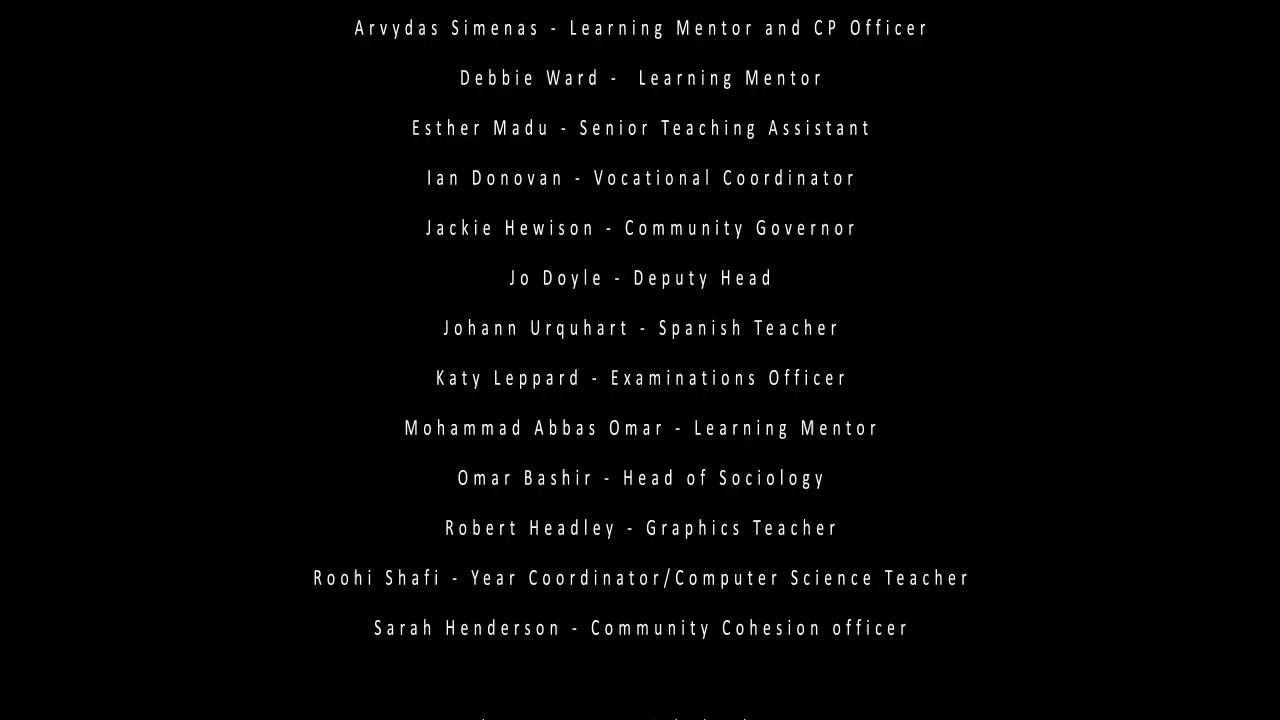 Arvydas Simenas - Learning Mentor and CP Officer
Debbie Ward -  Learning Mentor
Esther Madu - Senior Teaching Assistant
Ian Donovan - Vocational Coordinator
Jackie Hewison - Community Governor
Jo Doyle - Deputy Head
Johann Urquhart - Spanish Teacher
Katy Leppard - Examinations Officer
Mohammad Abbas Omar - Learning Mentor
Omar Bashir - Head of Sociology
Robert Headley - Graphics Teacher
Roohi Shafi - Year Coordinator/Computer Science Teacher
Sarah Henderson - Community Cohesion officer